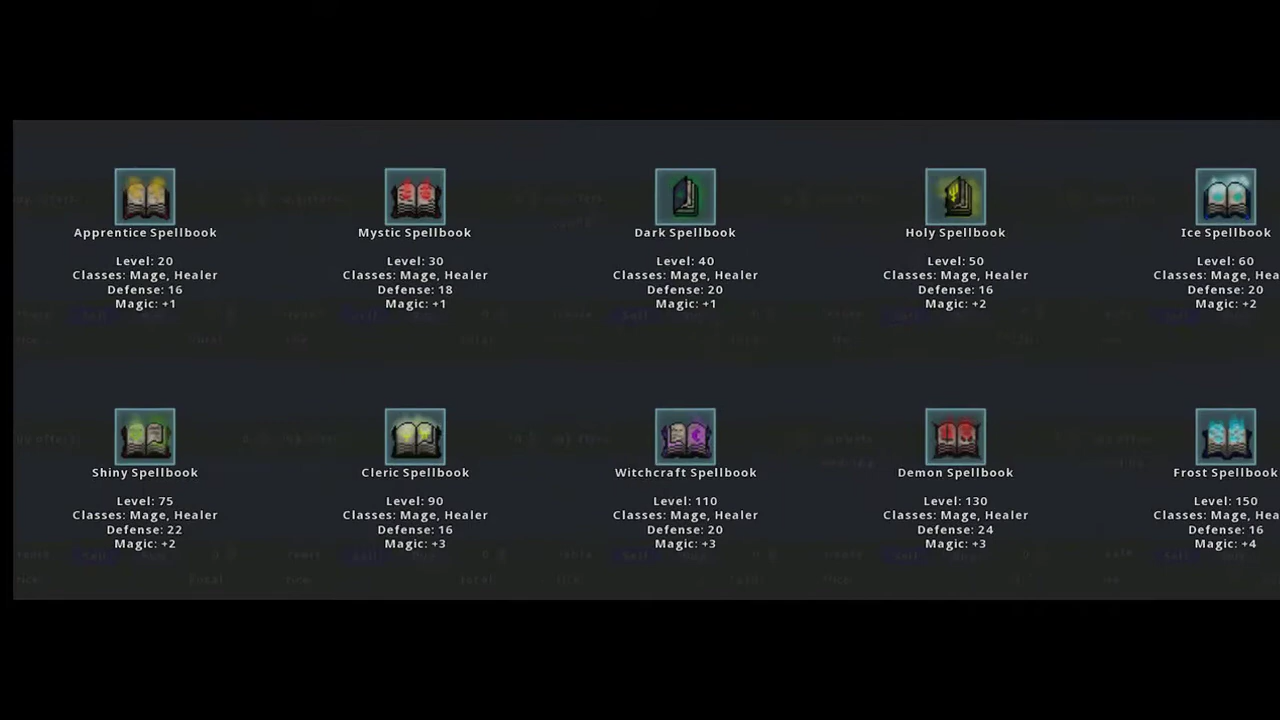 Apprentice Spellbook
Level: 20
Classes: Mage, Healer
Defense: 16
Magic: +1
Mystic Spellbook
Level: 30
Classes: Mage, Healer
Defense: 18
Magic: +1
Dark Spellbook
Level: 40
Classes: Mage, Healer
Defense: 20
Magic: +1
Holy Spellbook
Level: 50
Classes: Mage, Healer
Defense: 16
Magic: +2
Ice Spellbook
Level: 60
Classes: Mage, Hea
Defense: 20
Magic: +2
Shiny Spellbook
Level: 75
Classes: Mage, Healer
Defense: 22
Magic: +2
Cleric Spellbook
Level: 90
Classes: Mage, Healer
Defense: 16
Magic: +3
Witchcraft Spellbook
Level: 110
Classes: Mage, Healer
Defense: 20
Magic: +3
Demon Spellbook
Level: 130
Classes: Mage, Healer
Defense: 24
Magic: +3
Frost Spellbook
Level: 150
Classes: Mage, Hea
Defense: 16
Magic: +4